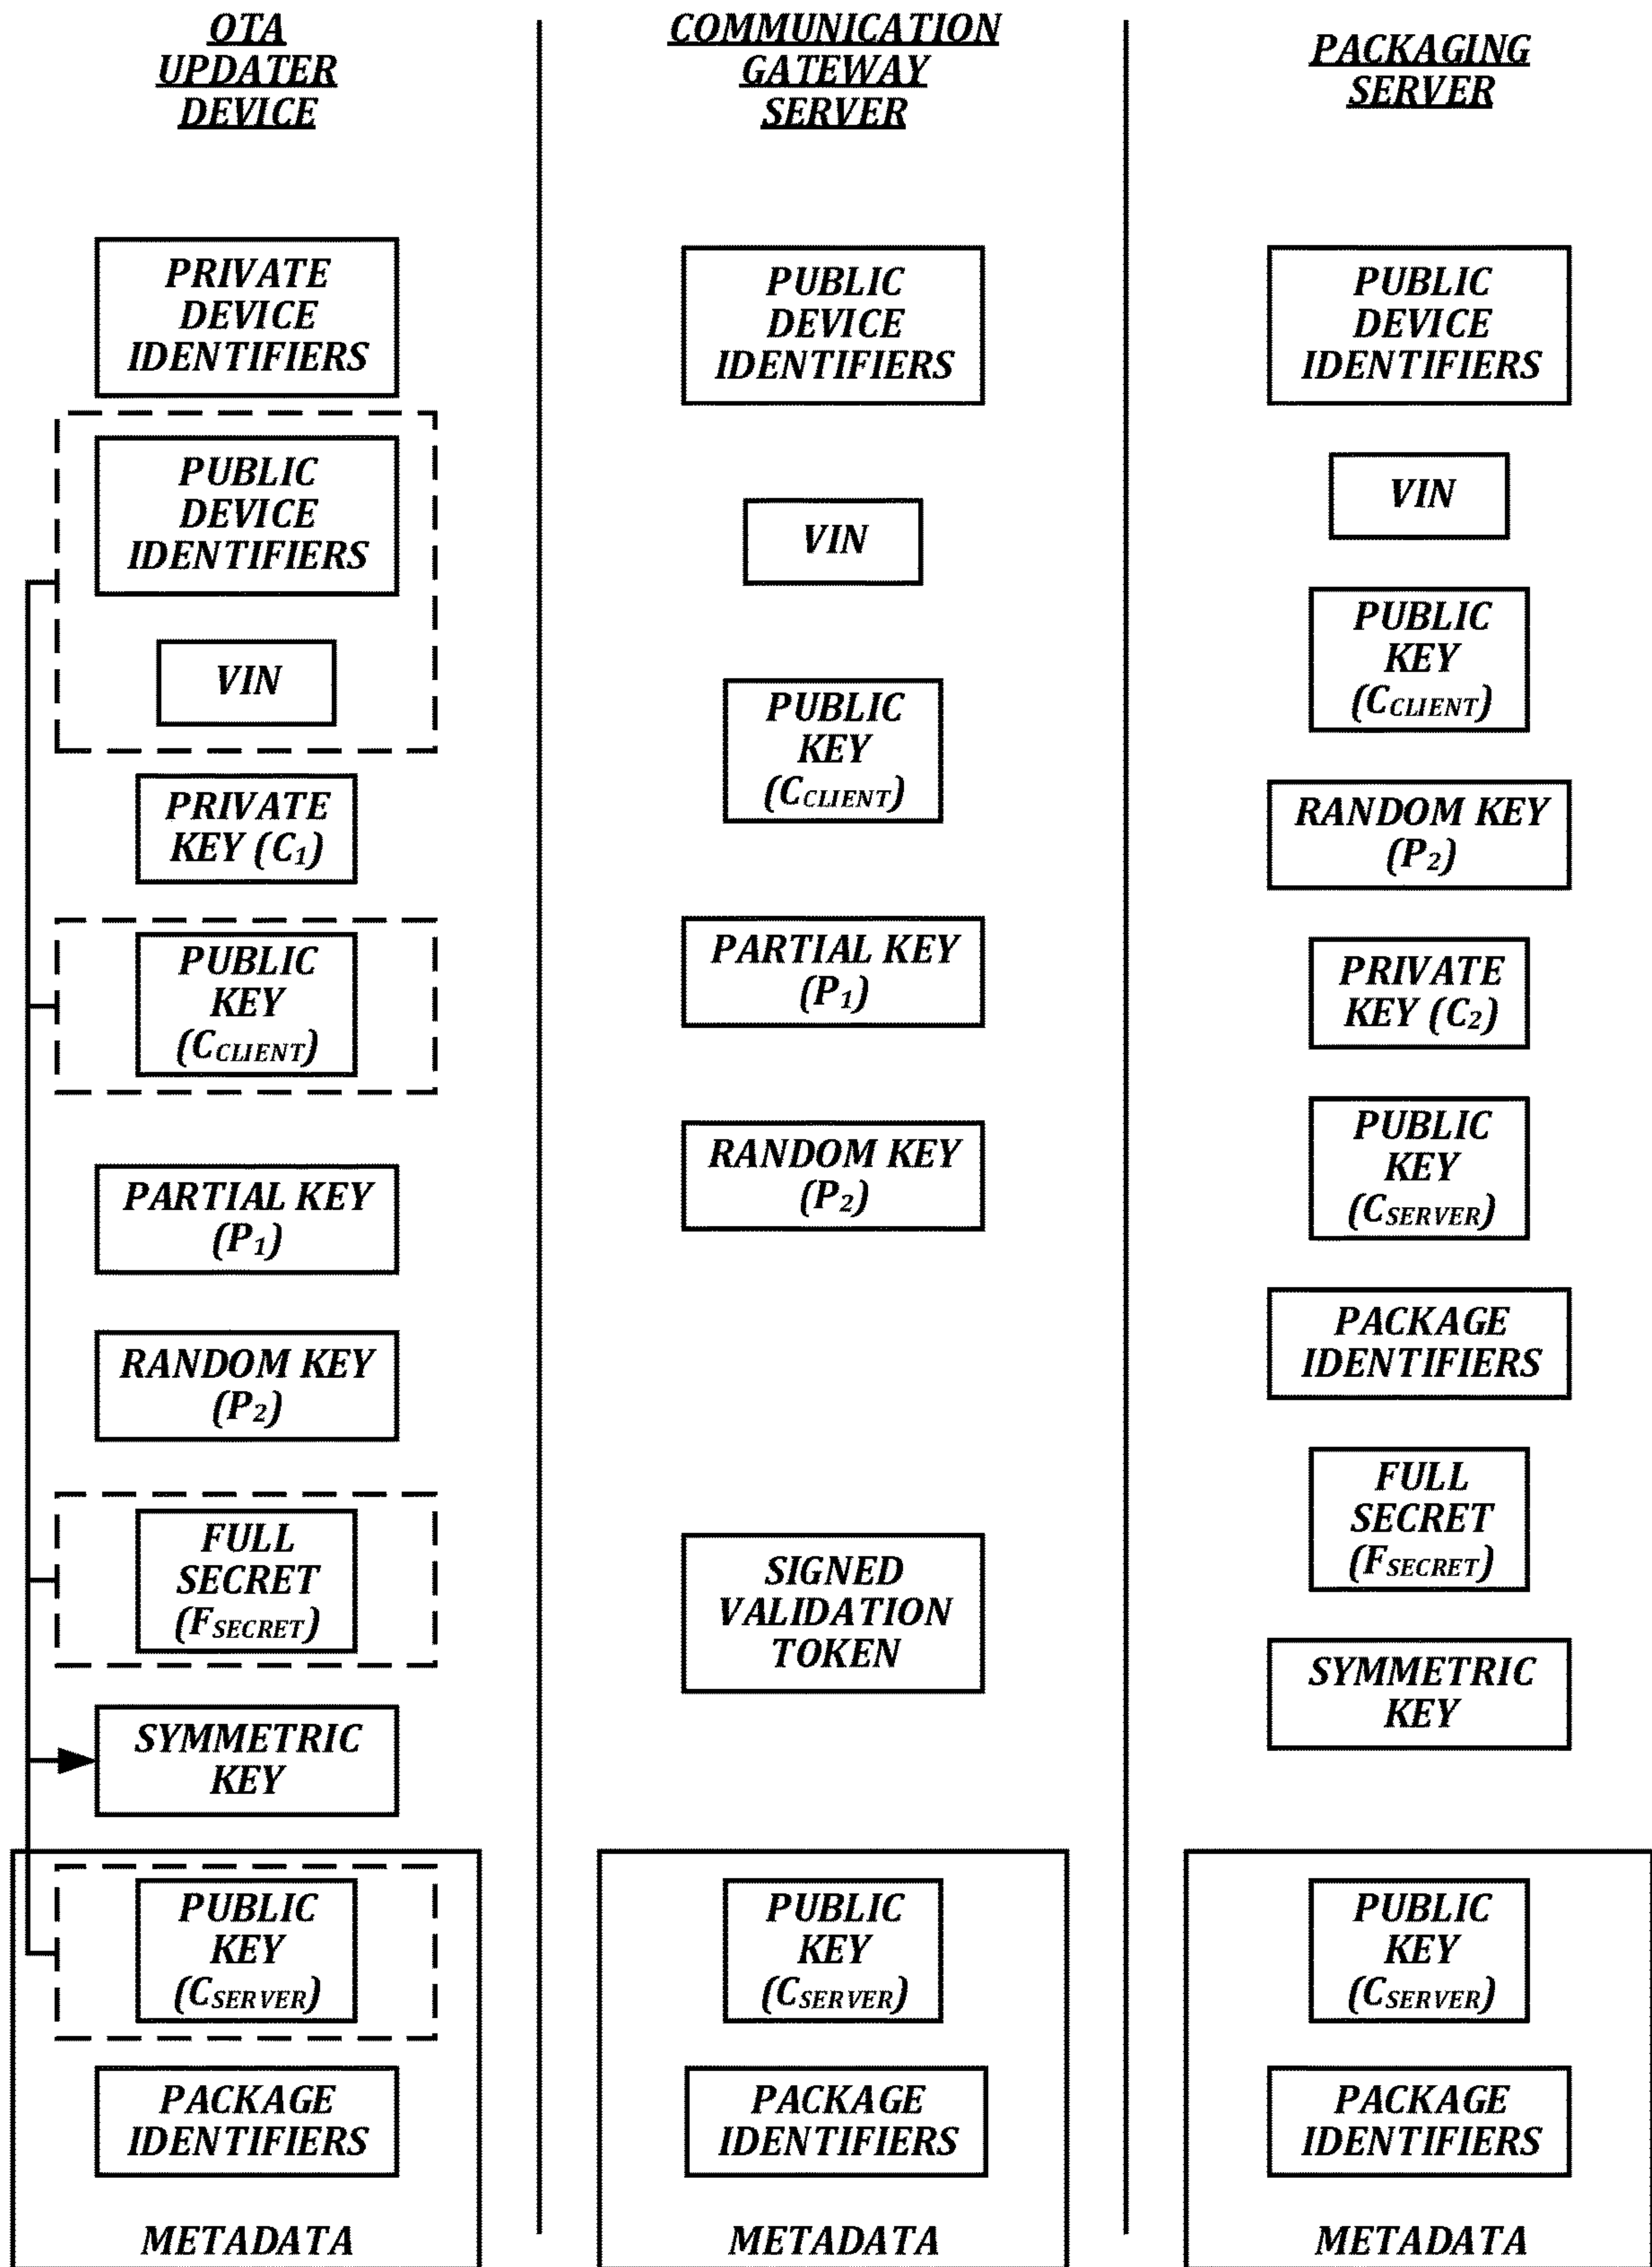 OTA
UPDATER
DEVICE
PRIVATE
DEVICE
IDENTIFIERS
PUBLIC
DEVICE
IDENTIFIERS
VIN
PRIVATE
KEY (C1)
PUBLIC
KEY
(CCLIENT)
PARTIAL KEY
(P1)
RANDOM KEY
(P2)
FULL
SECRET
(FSECRET)
SYMMETRIC
KEY
PUBLIC
KEY
(CSERVER)
PACKAGE
IDENTIFIERS
METADATA
COMMUNICATION
GATEWAY
SERVER
PUBLIC
DEVICE
IDENTIFIERS
VIN
PUBLIC
KEY
(CCLIENT)
PARTIAL KEY
(P1)
RANDOM KEY
(P2)
SIGNED
VALIDATION
TOKEN
PUBLIC
KEY
(CSERVER)
PACKAGE
IDENTIFIERS
METADATA
PACKAGING
SERVER
PUBLIC
DEVICE
IDENTIFIERS
VIN
PUBLIC
KEY
(CCLIENT)
RANDOM KEY
(P2)
PRIVATE
KEY (C2)
PUBLIC
KEY
(CSERVER)
PACKAGE
IDENTIFIERS
FULL
SECRET
(FSECRET)
SYMMETRIC
KEY
PUBLIC
KEY
(CSERVER)
PACKAGE
IDENTIFIERS
METADATA